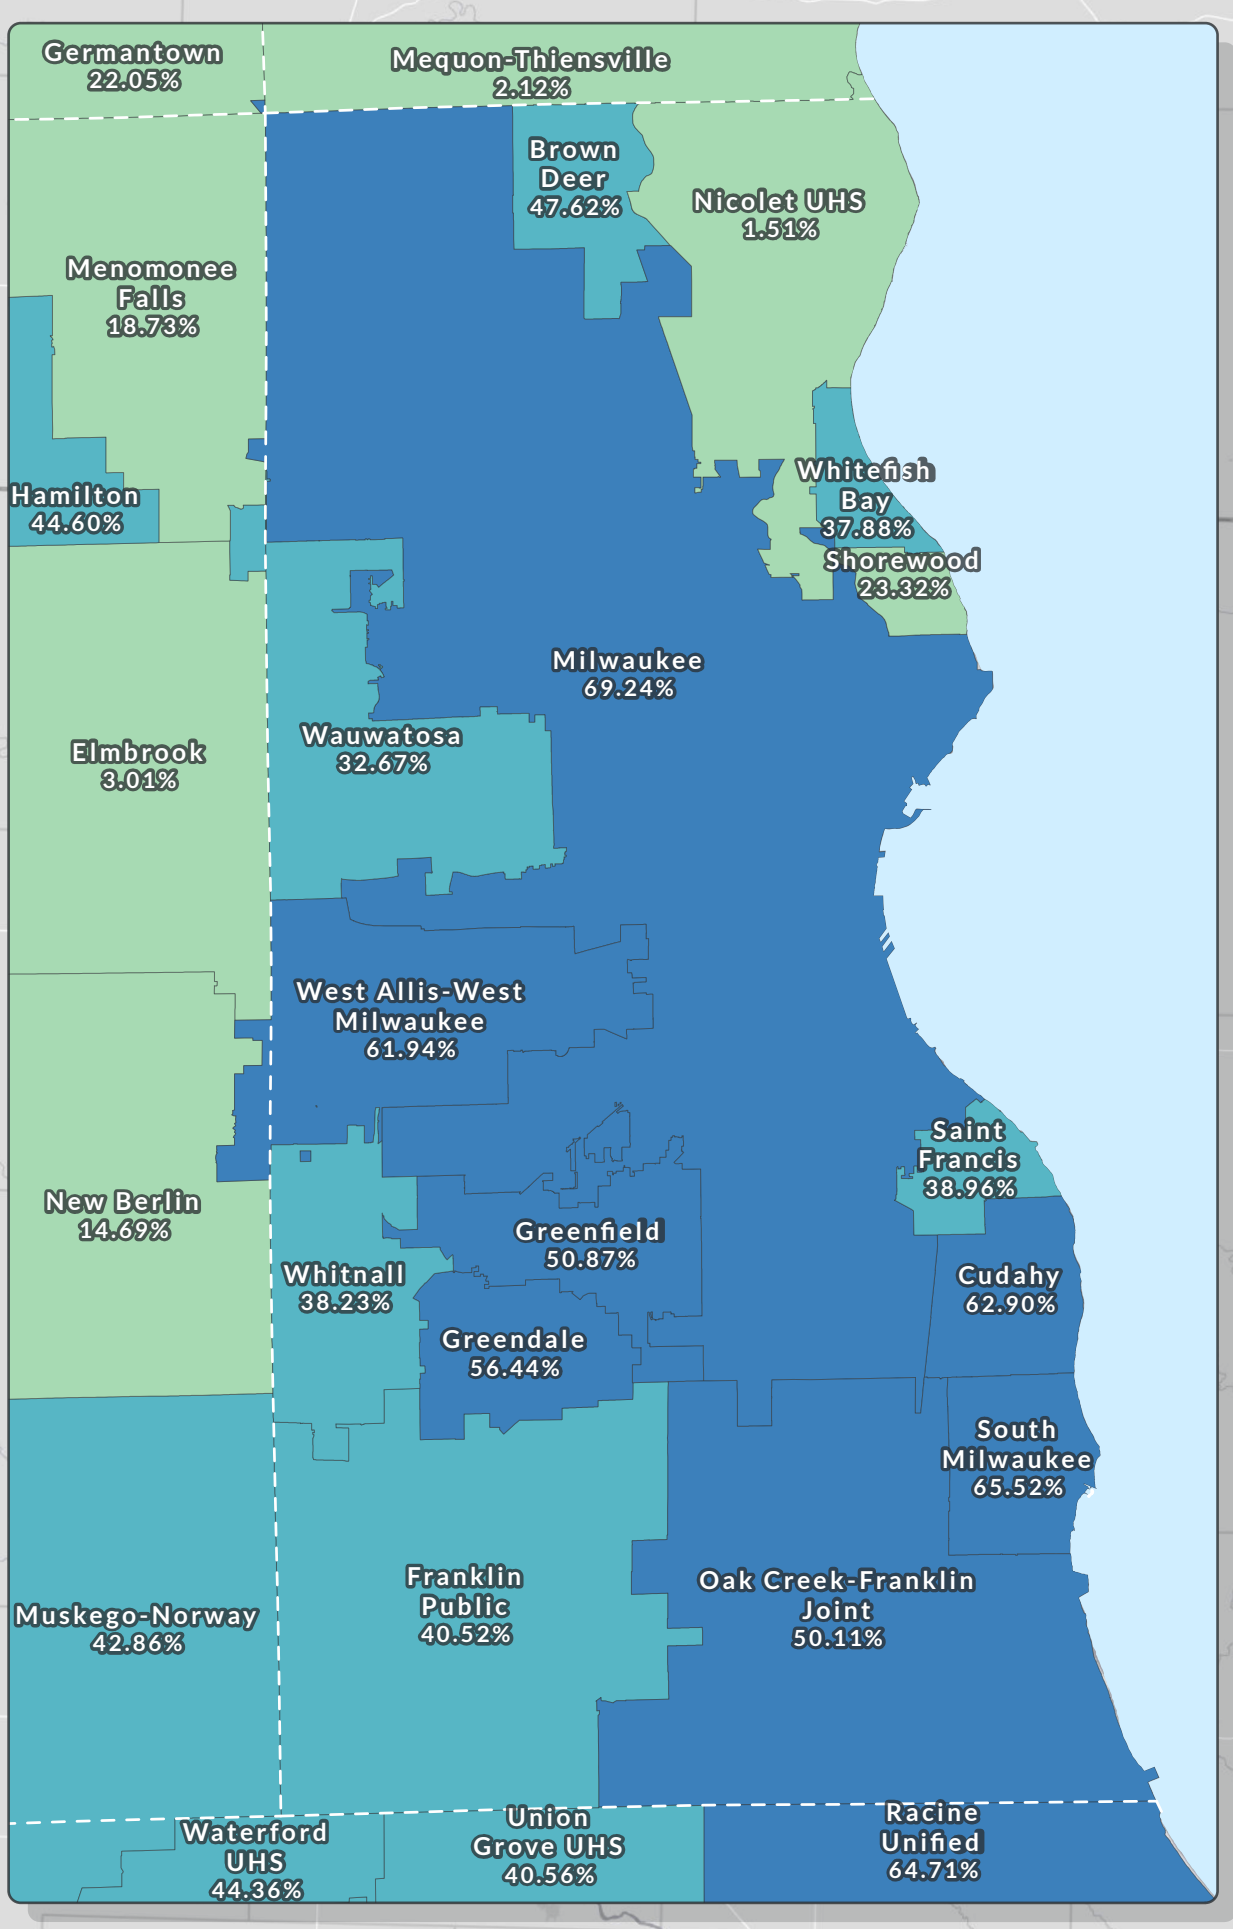 Germantown
22.05%
Mequon-Thiensville
2.12%
Brown
Deer
47.62%
Nicolet UHS
1.51%
Menomonee
Falls
18.73%
Hamilton
44.60%
Whitefish
Bay
37.88%
Shorewood
23.32%
Milwaukee
69.24%
Wauwatosa
32.67%
Elmbrook
3.01%
West Allis-West
Milwaukee
61.94%
Saint
Francis
38.96%
New Berlin
14.69%
Greenfield
50.87%
Whitnall
38.23%
Cudahy
62.90%
Greendale
56.44%
South
Milwaukee
65.52%
Franklin
Public
40.52%
Oak Creek-Franklin
Joint
50.11%
Muskego-Norway
42.86%
Waterford
UHS
44.36%
Union
Grove UHS
40.56%
Racine
Unified
64.71%